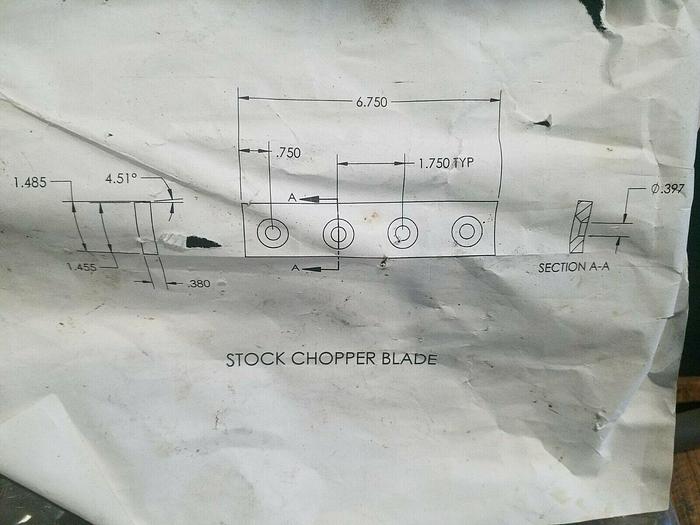 6.750
.750
1.750 TYP
1.485
4.51°
A
Ø.397
1.455
.380
A
SECTION A-A
STOCK CHOPPER BLADE